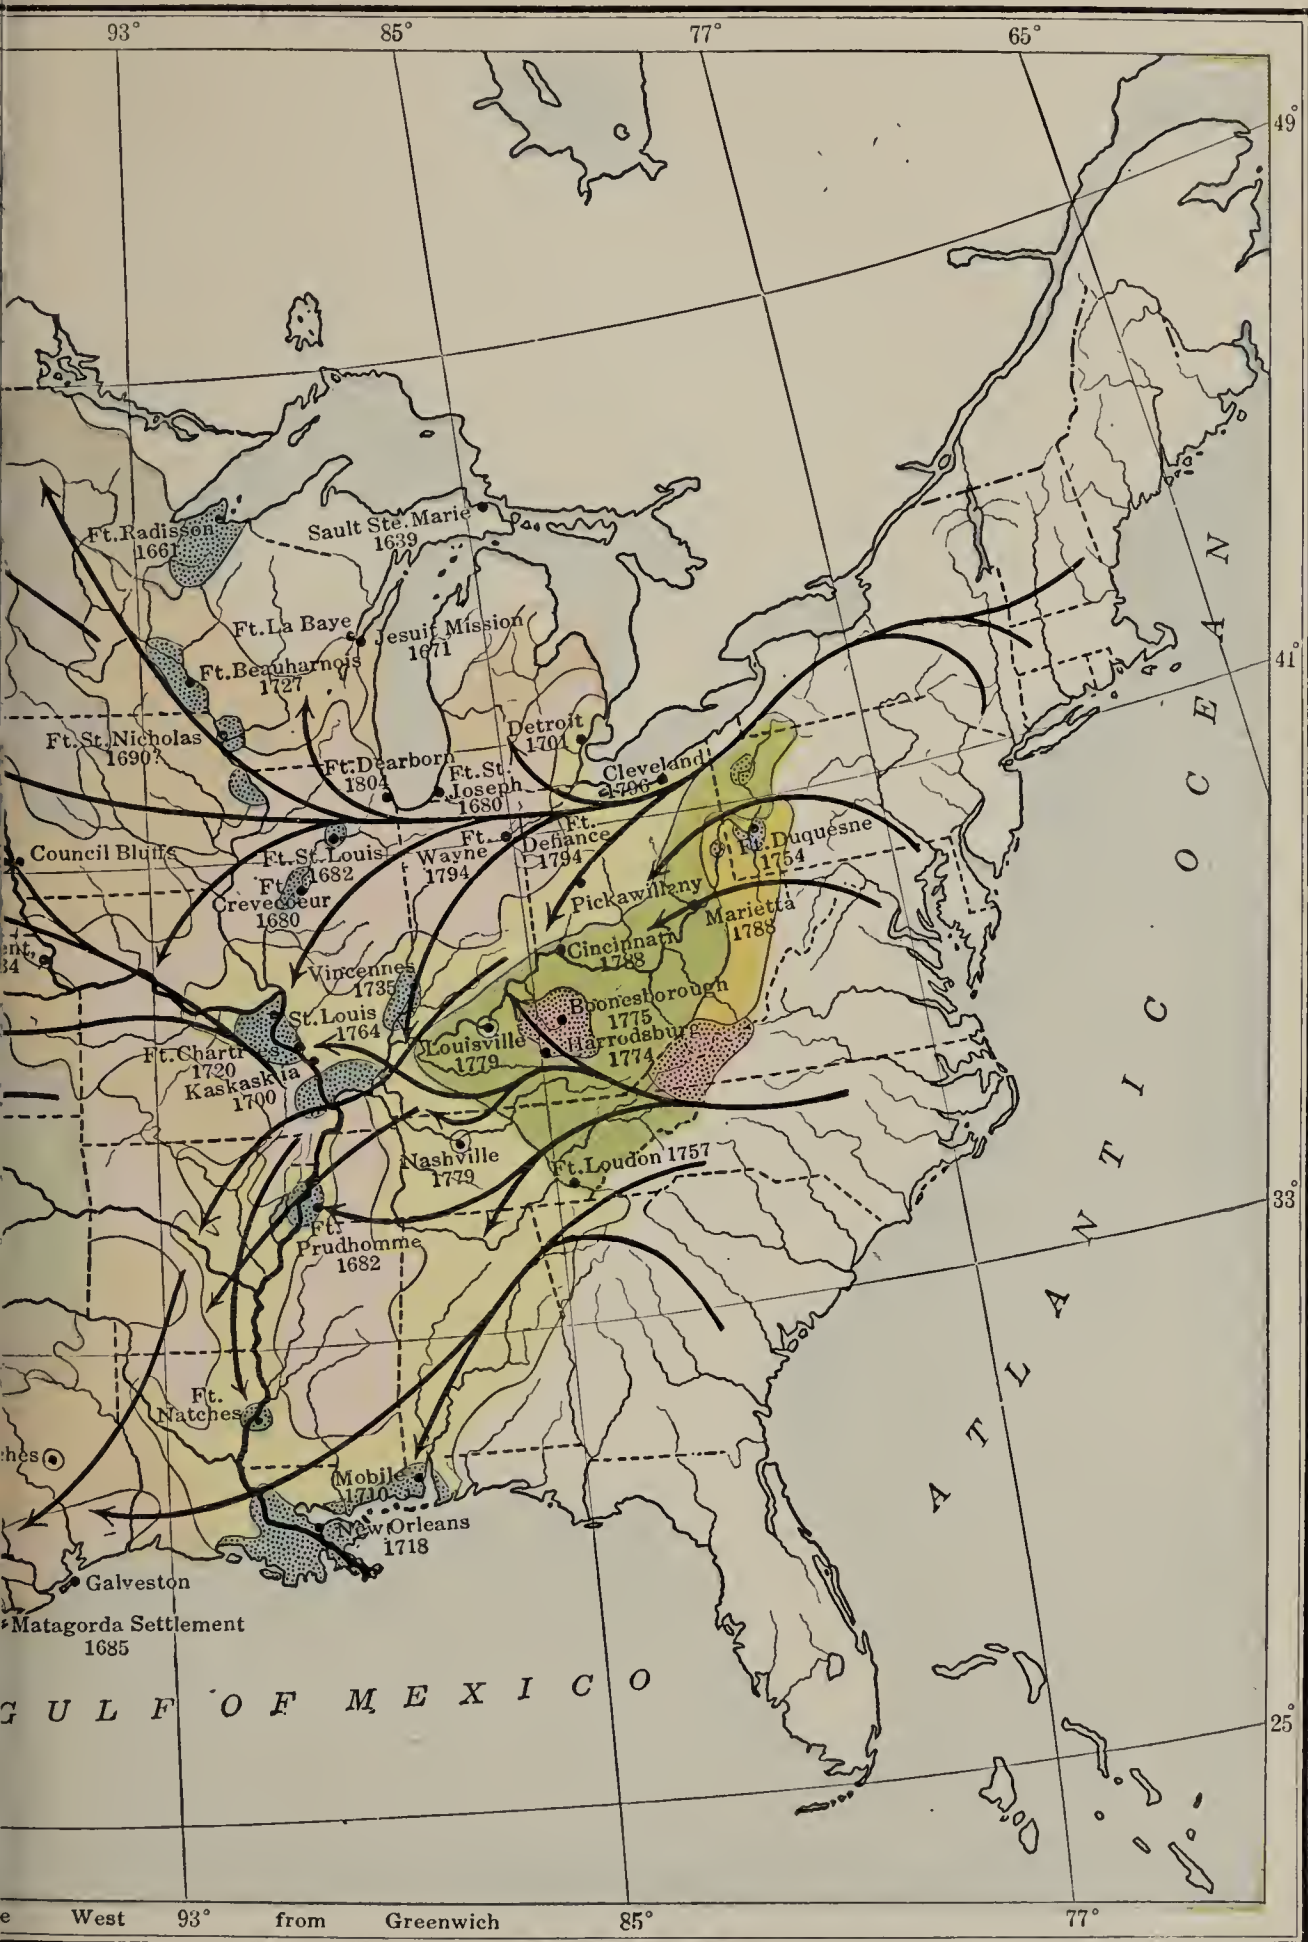 93° 85° 77° 65°
49°
Ft.Radisson
1661
Sault Ste. Marie
1639
Ft.La Baye
Jesuit Mission
1671
Ft.Beauharnois
1727
41°
Ft.St.Nicholas
1690?
Detroit
1701
Ft.Dearborn
1804
Ft.St.
Joseph
1680
Cleveland
1796
Council Bluffs
Ft.St.Louis
1682
Ft.
Wayne
1794
Ft.
Defiance
1794
Ft.Duquesne
1754
Ft.
Crevecoeur
1680
Pickawillany
Marietta
1788
ent,
34
Cincinnati
1788
Vincennes
1735
Boonesborough
1775
St.Louis
1764
Louisville
1779
Harrodsburg
1774
Ft.Chartres
1720
Kaskaskia
1700
Nashville
1779
Ft.Loudon 1757
33°
Ft.
Prudhomme
1682
Ft.
Natches
ches
Mobile
1710
New Orleans
1718
Galveston
Matagorda Settlement
1685
GULF OF MEXICO
ATLANTIC OCEAN
25°
e West 93° from Greenwich 85° 77°